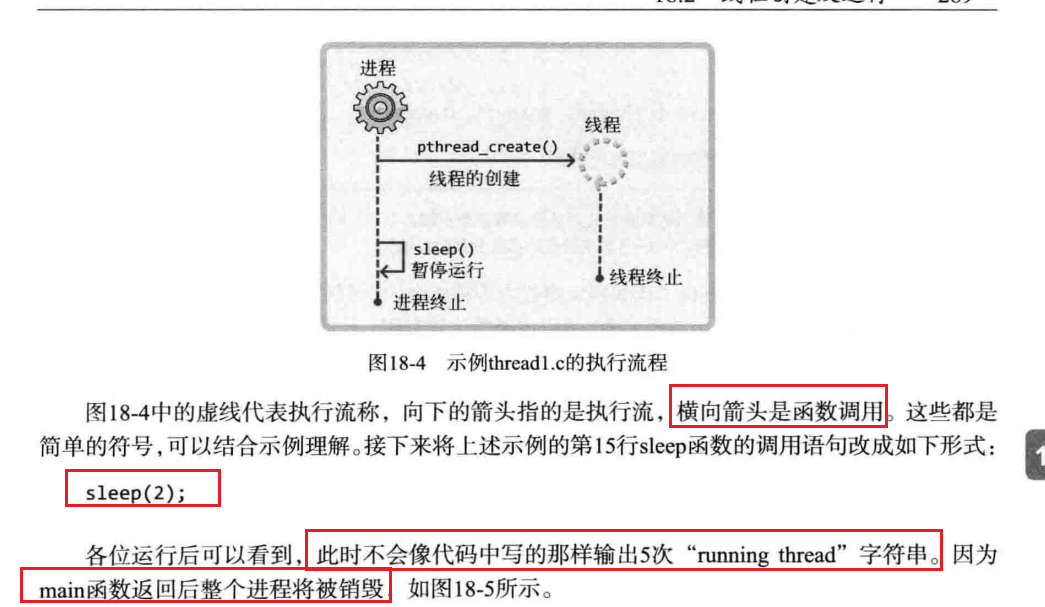 进程
线程
pthread_create()
线程的创建
sleep()
暂停运行
线程终止
进程终止
图18-4 示例thread1.c的执行流程
图18-4中的虚线代表执行流称，向下的箭头指的是执行流，横向箭头是函数调用。这些都是
简单的符号，可以结合示例理解。接下来将上述示例的第15行sleep函数的调用语句改成如下形式：
sleep(2);
各位运行后可以看到，此时不会像代码中写的那样输出5次“running thread”字符串。因为
main函数返回后整个进程将被销毁，如图18-5所示。